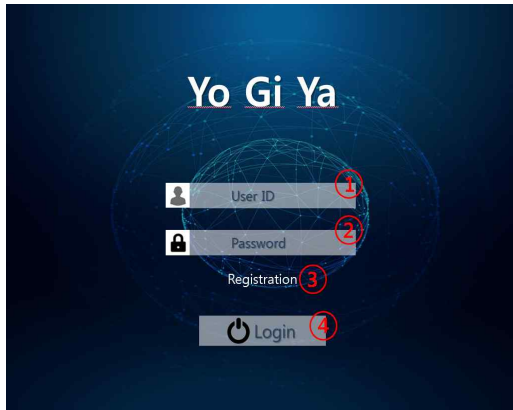 Yo Gi Ya
User ID ①
Password ②
Registration ③
Login ④